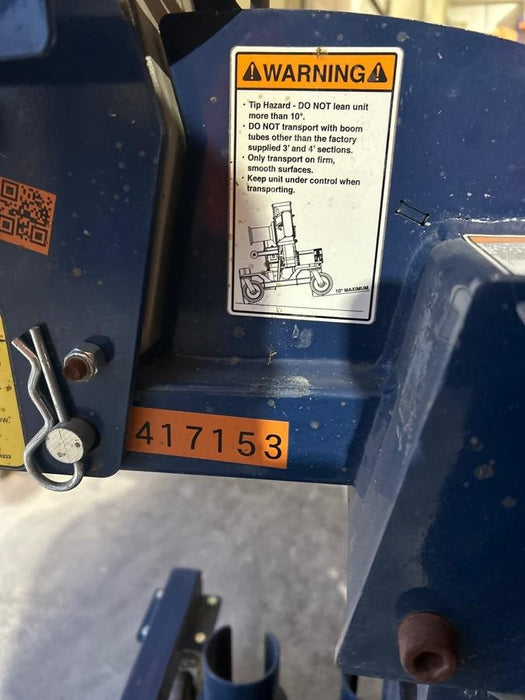 WARNING
· Tip Hazard - DO NOT lean unit
more than 10°.
· DO NOT transport with boom
tubes other than the factory
supplied 3' and 4' sections.
· Only transport on firm,
smooth surfaces.
· Keep unit under control when
transporting.
10° MAXIMUM
417153